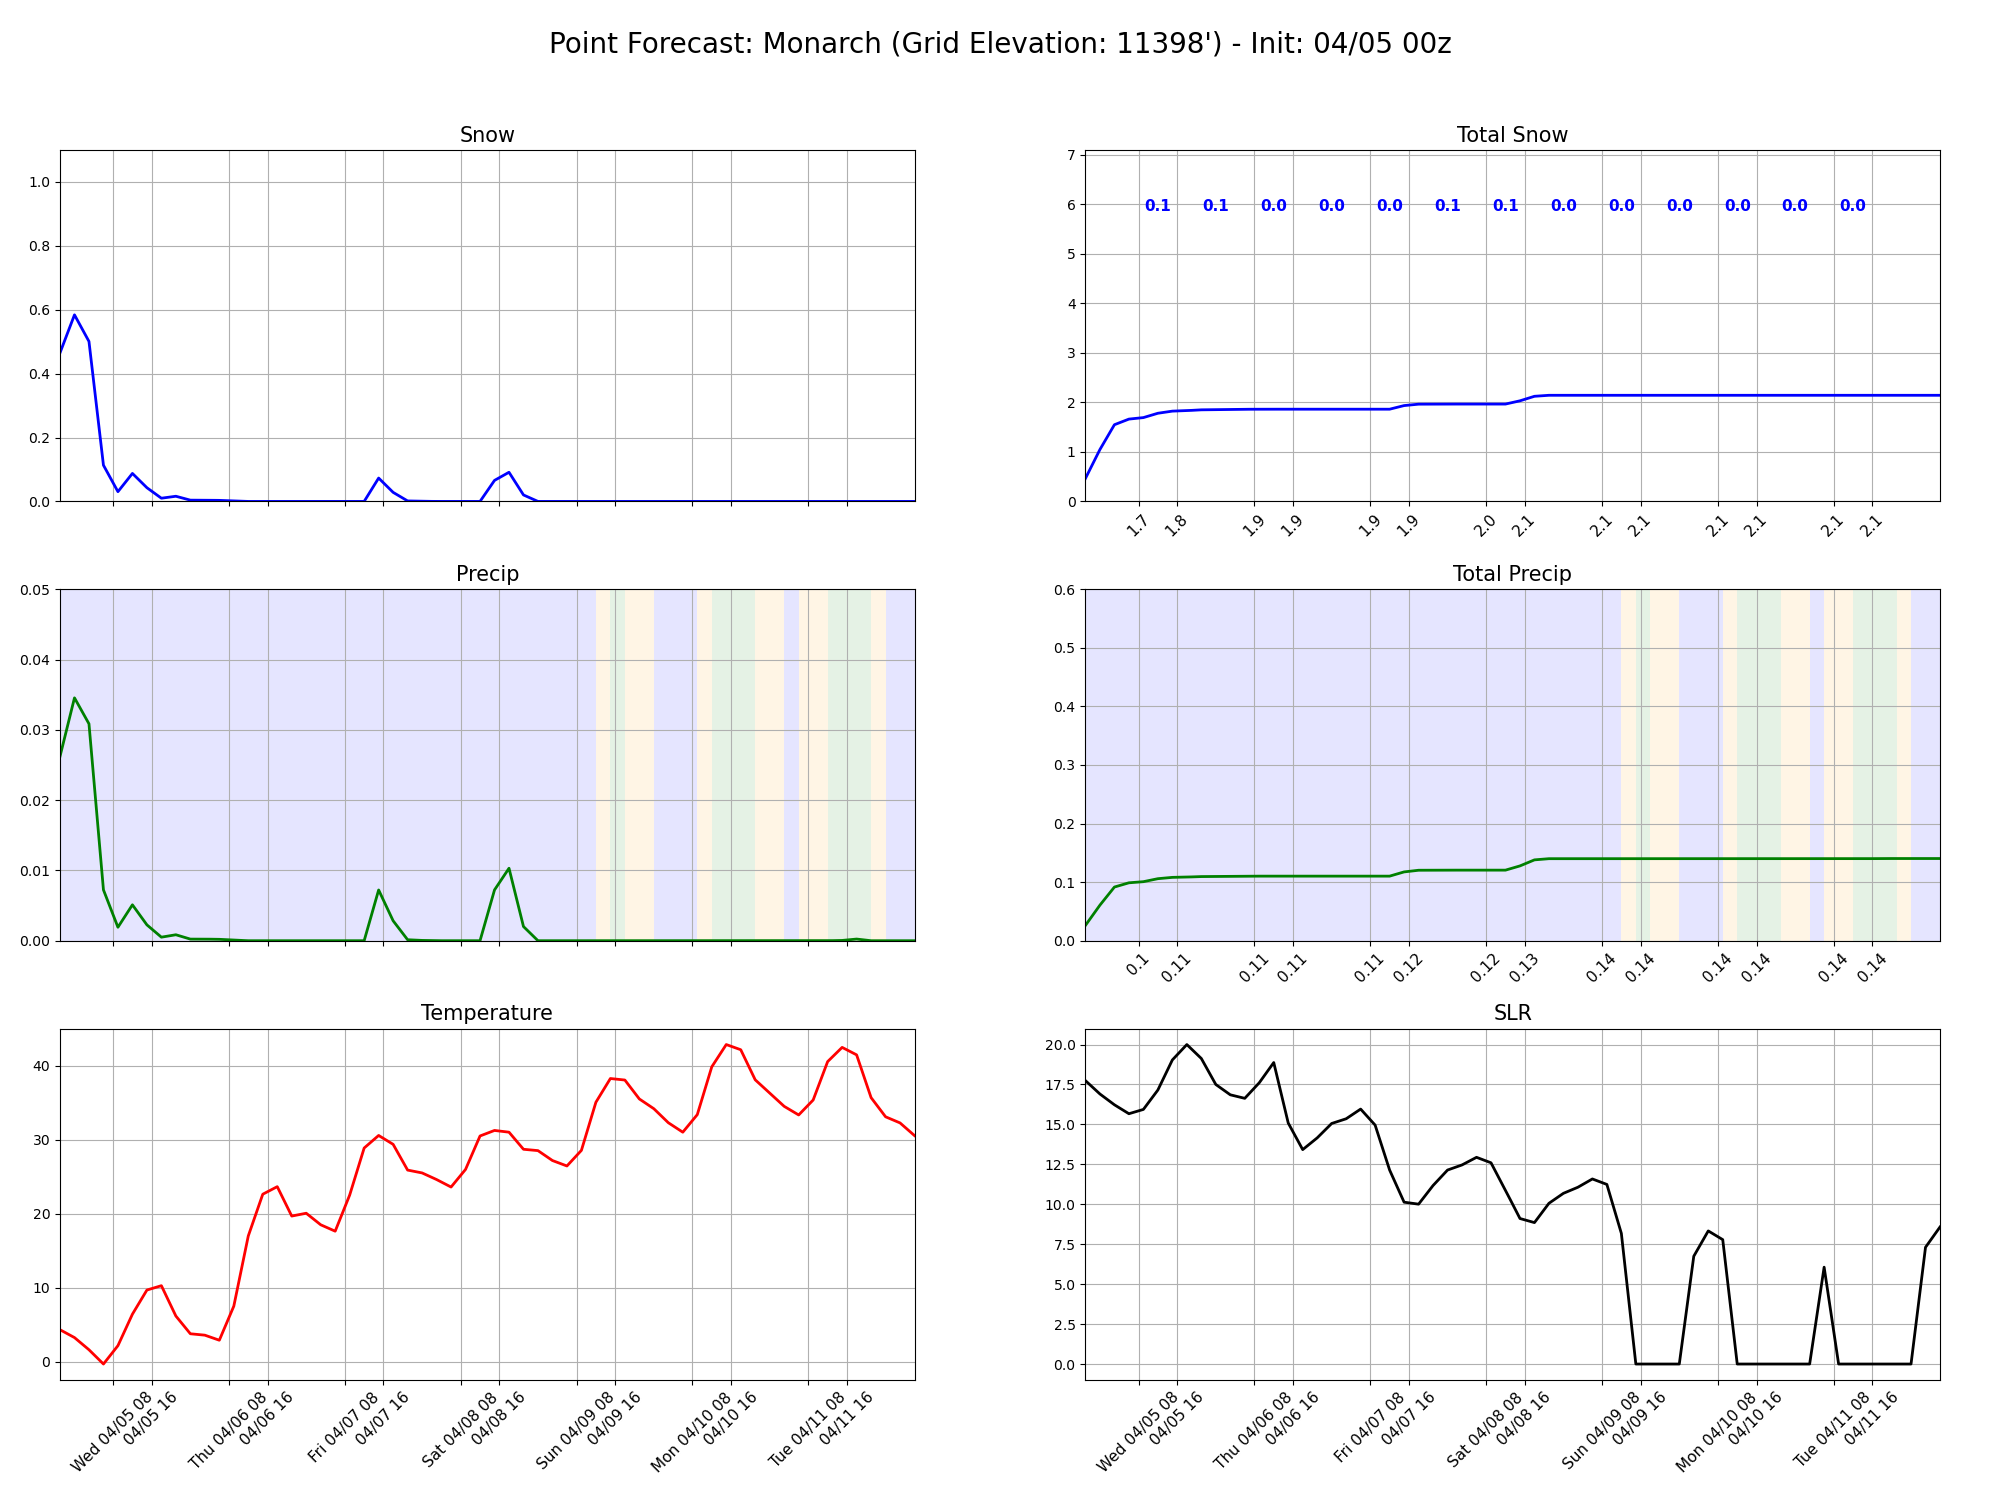 Point Forecast: Monarch (Grid Elevation: 11398') - Init: 04/05 00z
Snow
1.0
0.8
0.6
0.4
0.2
0.0
Total Snow
7
6
5
4
3
2
1
0
0.1 0.1 0.0 0.0 0.0 0.1 0.1 0.0 0.0 0.0 0.0 0.0 0.0
1.7 1.8 1.9 1.9 1.9 1.9 2.0 2.1 2.1 2.1 2.1 2.1 2.1 2.1
Precip
0.05
0.04
0.03
0.02
0.01
0.00
Total Precip
0.6
0.5
0.4
0.3
0.2
0.1
0.0
0.1 0.11 0.11 0.11 0.11 0.12 0.12 0.13 0.14 0.14 0.14 0.14 0.14 0.14
Temperature
40
30
20
10
0
Wed 04/05 08
04/05 16
Thu 04/06 08
04/06 16
Fri 04/07 08
04/07 16
Sat 04/08 08
04/08 16
Sun 04/09 08
04/09 16
Mon 04/10 08
04/10 16
Tue 04/11 08
04/11 16
SLR
20.0
17.5
15.0
12.5
10.0
7.5
5.0
2.5
0.0
Wed 04/05 08
04/05 16
Thu 04/06 08
04/06 16
Fri 04/07 08
04/07 16
Sat 04/08 08
04/08 16
Sun 04/09 08
04/09 16
Mon 04/10 08
04/10 16
Tue 04/11 08
04/11 16